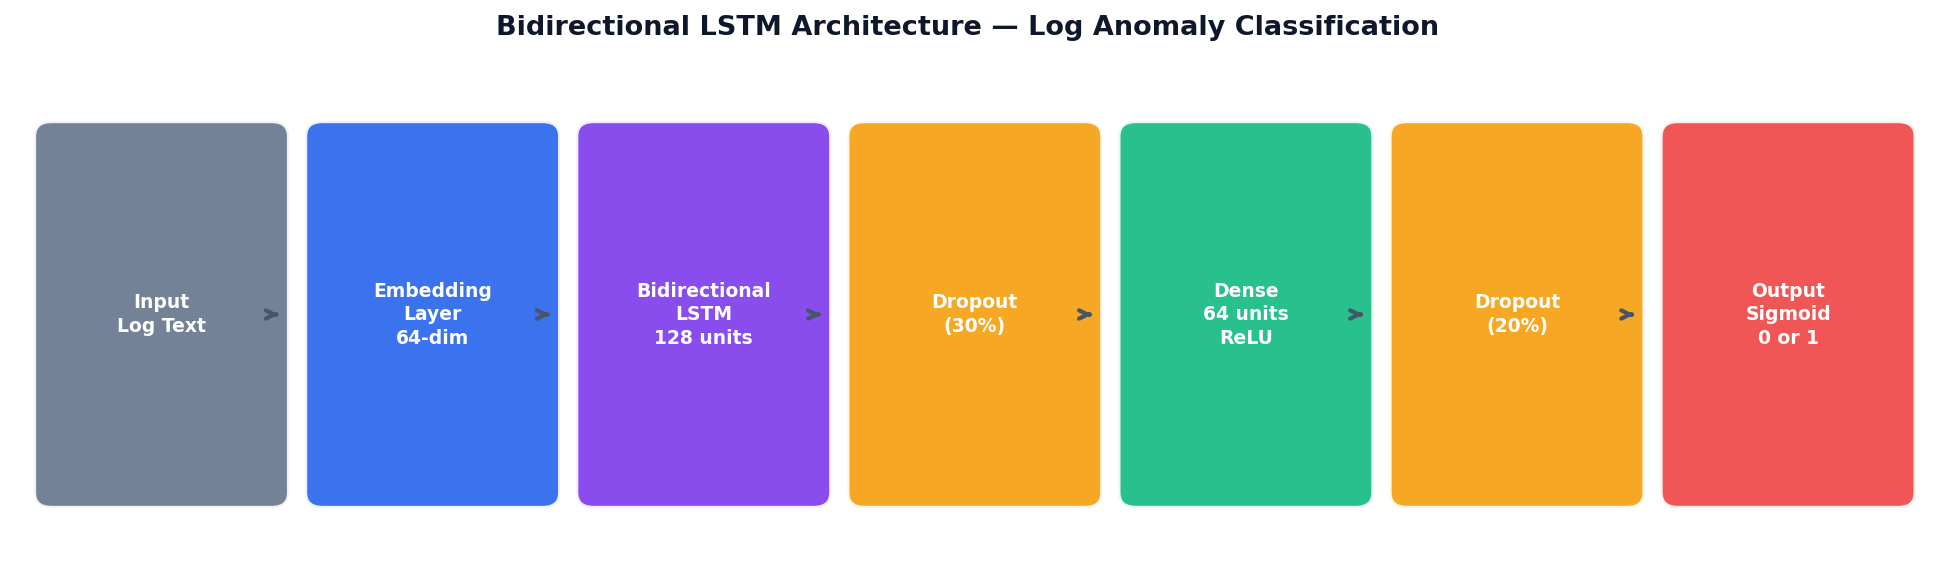 Bidirectional LSTM Architecture — Log Anomaly Classification
Input
Log Text
Embedding
Layer
64-dim
Bidirectional
LSTM
128 units
Dropout
(30%)
Dense
64 units
ReLU
Dropout
(20%)
Output
Sigmoid
0 or 1